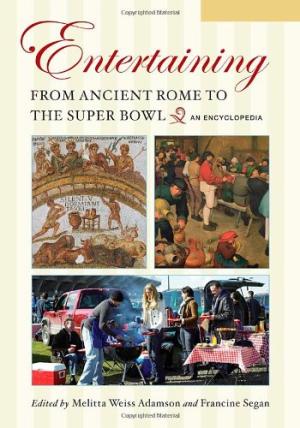 Entertaining
FROM ANCIENT ROME TO
THE SUPER BOWL AN ENCYCLOPEDIA
Edited by Melitta Weiss Adamson and Francine Segan